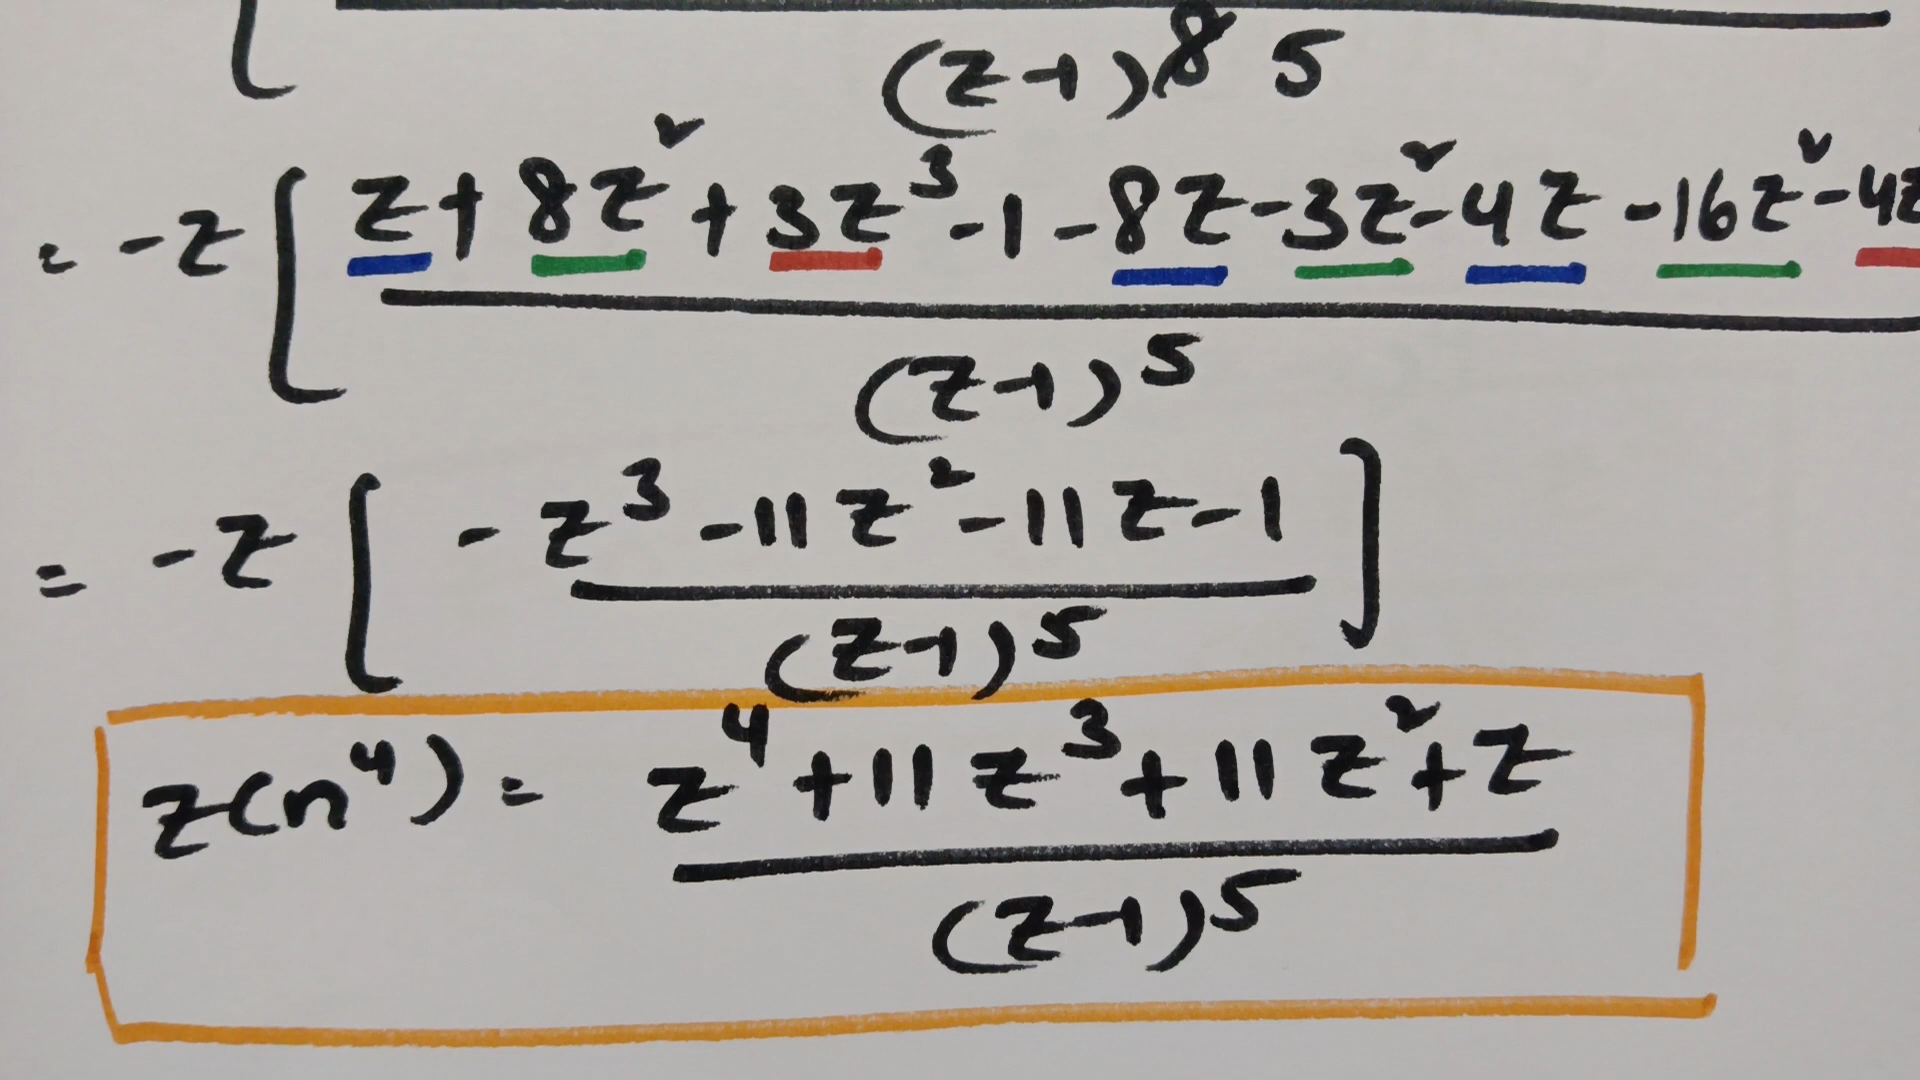 (z-1)8 5
= -z [ z + 8z² + 3z³ - 1 - 8z - 3z² - 4z - 16z² - 4z
(z-1)⁵
= -z [ -z³ - 11z² - 11z - 1 ]
(z-1)⁵
z(n⁴) = z⁴ + 11z³ + 11z² + z
(z-1)⁵